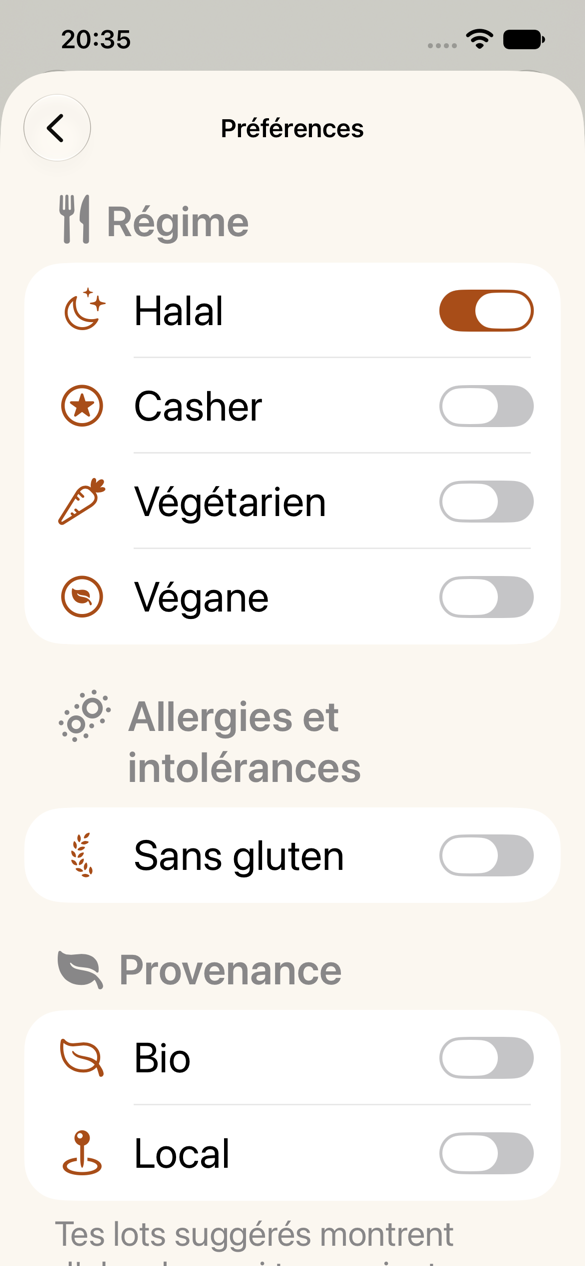 20:35
Préférences
Régime
Halal
Casher
Végétarien
Végane
Allergies et
intolérances
Sans gluten
Provenance
Bio
Local
Tes lots suggérés montrent